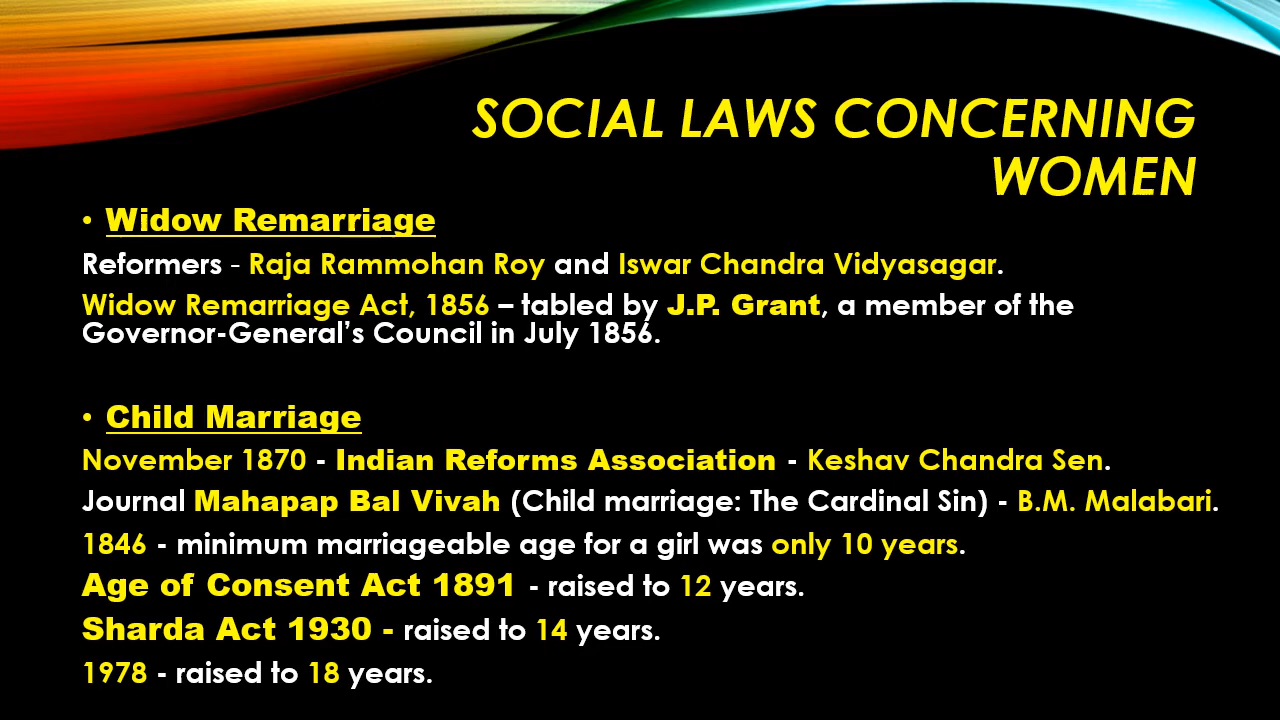 SOCIAL LAWS CONCERNING
WOMEN
• Widow Remarriage
Reformers - Raja Rammohan Roy and Iswar Chandra Vidyasagar.
Widow Remarriage Act, 1856 – tabled by J.P. Grant, a member of the
Governor-General’s Council in July 1856.
• Child Marriage
November 1870 - Indian Reforms Association - Keshav Chandra Sen.
Journal Mahapap Bal Vivah (Child marriage: The Cardinal Sin) - B.M. Malabari.
1846 - minimum marriageable age for a girl was only 10 years.
Age of Consent Act 1891 - raised to 12 years.
Sharda Act 1930 - raised to 14 years.
1978 - raised to 18 years.